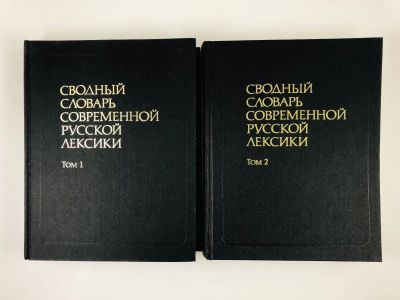 СВОДНЫЙ
СЛОВАРЬ
СОВРЕМЕННОЙ
РУССКОЙ
ЛЕКСИКИ
Том 1
СВОДНЫЙ
СЛОВАРЬ
СОВРЕМЕННОЙ
РУССКОЙ
ЛЕКСИКИ
Том 2